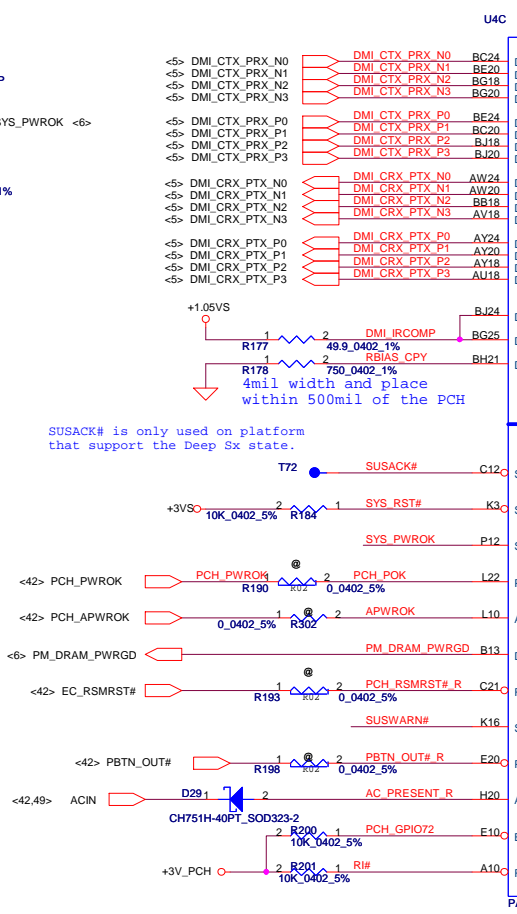 U4C
P
<5> DMI_CTX_PRX_N0 DMI_CTX_PRX_N0 BC24
<5> DMI_CTX_PRX_N1 DMI_CTX_PRX_N1 BE20
<5> DMI_CTX_PRX_N2 DMI_CTX_PRX_N2 BG18
<5> DMI_CTX_PRX_N3 DMI_CTX_PRX_N3 BG20
SYS_PWROK <6>
<5> DMI_CTX_PRX_P0 DMI_CTX_PRX_P0 BE24
<5> DMI_CTX_PRX_P1 DMI_CTX_PRX_P1 BC20
<5> DMI_CTX_PRX_P2 DMI_CTX_PRX_P2 BJ18
<5> DMI_CTX_PRX_P3 DMI_CTX_PRX_P3 BJ20
1%
<5> DMI_CRX_PTX_N0 DMI_CRX_PTX_N0 AW24
<5> DMI_CRX_PTX_N1 DMI_CRX_PTX_N1 AW20
<5> DMI_CRX_PTX_N2 DMI_CRX_PTX_N2 BB18
<5> DMI_CRX_PTX_N3 DMI_CRX_PTX_N3 AV18
<5> DMI_CRX_PTX_P0 DMI_CRX_PTX_P0 AY24
<5> DMI_CRX_PTX_P1 DMI_CRX_PTX_P1 AY20
<5> DMI_CRX_PTX_P2 DMI_CRX_PTX_P2 AY18
<5> DMI_CRX_PTX_P3 DMI_CRX_PTX_P3 AU18
+1.05VS
BJ24
1 2 DMI_IRCOMP BG25
R177 49.9_0402_1%
1 2 RBIAS_CPY BH21
R178 750_0402_1%
4mil width and place
within 500mil of the PCH
SUSACK# is only used on platform
that support the Deep Sx state.
T72 SUSACK# C12
+3VS 2 1 SYS_RST# K3
10K_0402_5% R184
SYS_PWROK P12
@
<42> PCH_PWROK PCH_PWROK 1 2 PCH_POK L22
R190 R02 0_0402_5%
<42> PCH_APWROK 1 @ 2 APWROK L10
0_0402_5% R302
<6> PM_DRAM_PWRGD PM_DRAM_PWRGD B13
@
<42> EC_RSMRST# 1 2 PCH_RSMRST#_R C21
R193 R02 0_0402_5%
SUSWARN# K16
<42> PBTN_OUT# 1 @ 2 PBTN_OUT#_R E20
R198 R02 0_0402_5%
<42,49> ACIN D29 1 2 AC_PRESENT_R H20
CH751H-40PT_SOD323-2
2 R200 1 PCH_GPIO72 E10
10K_0402_5%
+3V_PCH 2 R201 1 RI# A10
10K_0402_5%